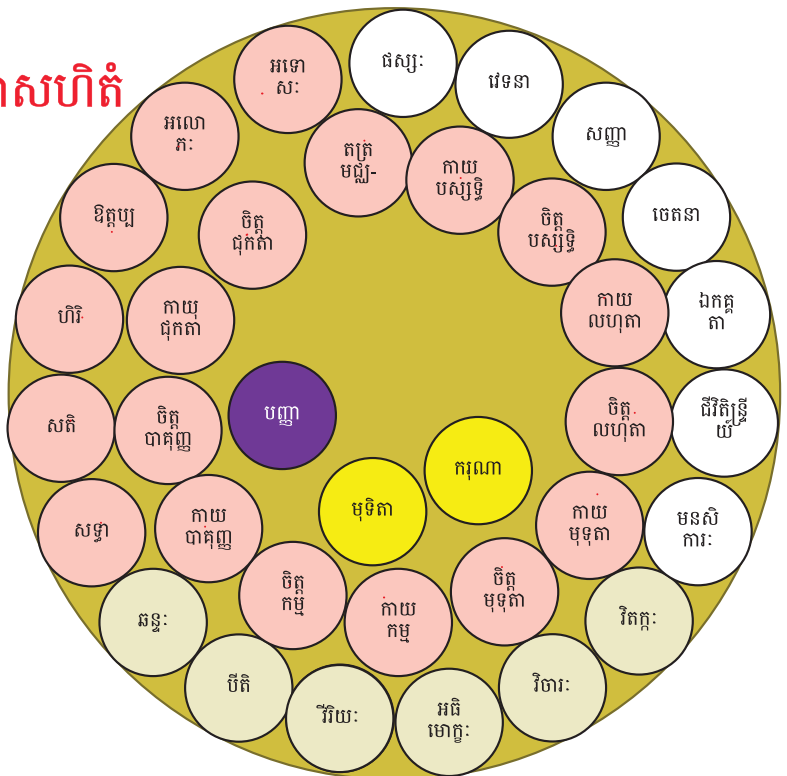 សហិតំ
ផស្សៈ
វេទនា
សញ្ញា
ចេតនា
ឯកគ្គ
តា
ជីវិតិន្ទ្រី
យ៍
មនសិ
ការៈ
វិតក្កៈ
វិចារៈ
អធិ
មោក្ខៈ
វីរិយៈ
បីតិ
ឆន្ទៈ
សទ្ធា
សតិ
ហិរិ
ឱត្តប្ប
អលោ
ភៈ
អទោ
សៈ
តត្រ
មជ្ឈ-
កាយ
បស្សទ្ធិ
ចិត្ត
បស្សទ្ធិ
កាយ
លហុតា
ចិត្ត
លហុតា
កាយ
មុទុតា
ចិត្ត
មុទុតា
កាយ
កម្ម
ចិត្ត
កម្ម
កាយ
បាគុញ្ញ
ចិត្ត
បាគុញ្ញ
កាយុ
ជុកតា
ចិត្ត
ជុកតា
បញ្ញា
មុទិតា
ករុណា